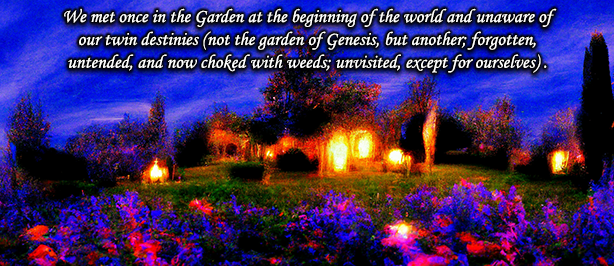 We met once in the Garden at the beginning of the world and unaware of
our twin destinies (not the garden of Genesis, but another; forgotten,
untended, and now choked with weeds; unvisited, except for ourselves).